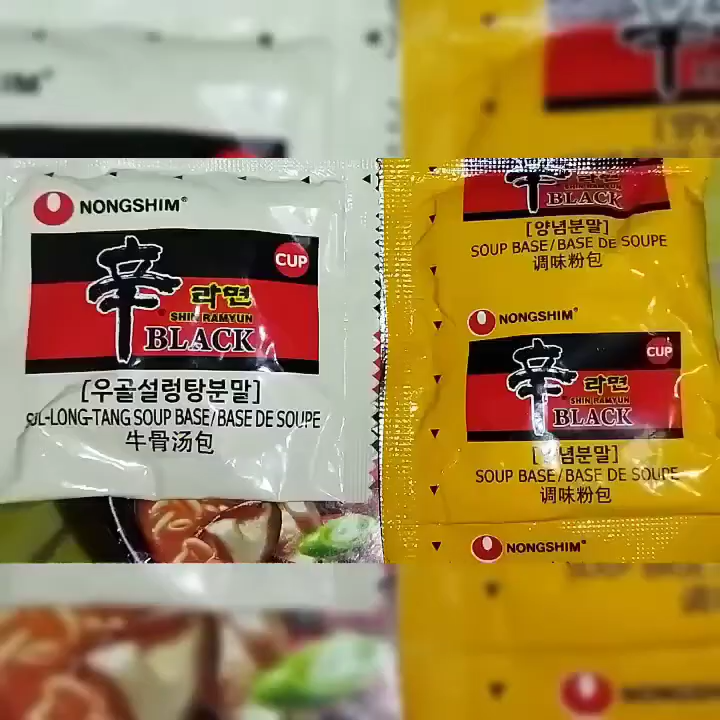 NONGSHIM®
CUP
辛
라면
SHIN RAMYUN
BLACK
[우골설렁탕분말]
SUL-LONG-TANG SOUP BASE/BASE DE SOUPE
牛骨汤包
辛
SHIN RAMYUN
BLACK
[양념분말]
SOUP BASE/BASE DE SOUPE
调味粉包
NONGSHIM®
CUP
辛
라면
SHIN RAMYUN
BLACK
[양념분말]
SOUP BASE/BASE DE SOUPE
调味粉包
NONGSHIM®